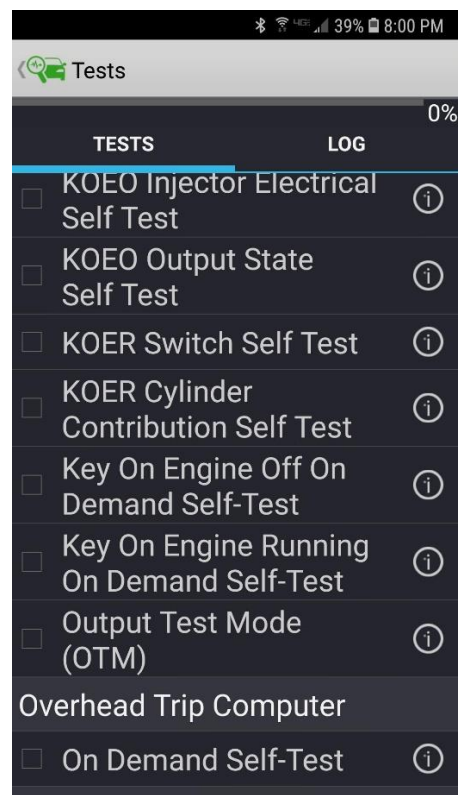 4GE 39% 8:00 PM
Tests
0%
TESTS LOG
KOEO Injector Electrical
Self Test
KOEO Output State
Self Test
KOER Switch Self Test
KOER Cylinder
Contribution Self Test
Key On Engine Off On
Demand Self-Test
Key On Engine Running
On Demand Self-Test
Output Test Mode
(OTM)
Overhead Trip Computer
On Demand Self-Test